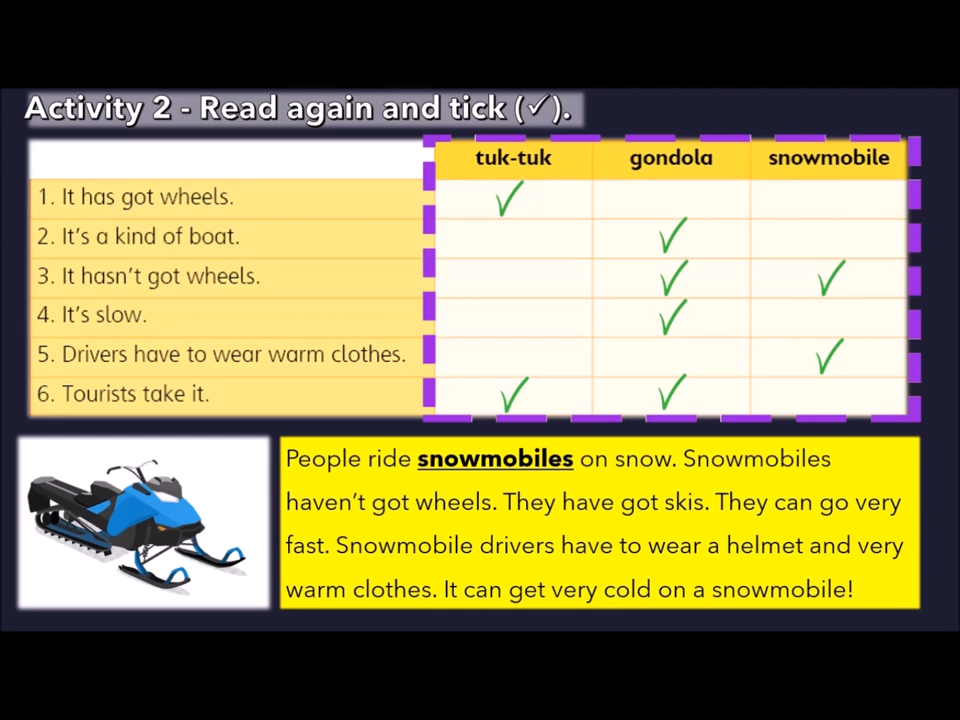 Activity 2 - Read again and tick (✓).
tuk-tuk gondola snowmobile
1. It has got wheels. ✓
2. It's a kind of boat. ✓
3. It hasn't got wheels. ✓ ✓
4. It's slow. ✓
5. Drivers have to wear warm clothes. ✓
6. Tourists take it. ✓ ✓
People ride snowmobiles on snow. Snowmobiles
haven't got wheels. They have got skis. They can go very
fast. Snowmobile drivers have to wear a helmet and very
warm clothes. It can get very cold on a snowmobile!